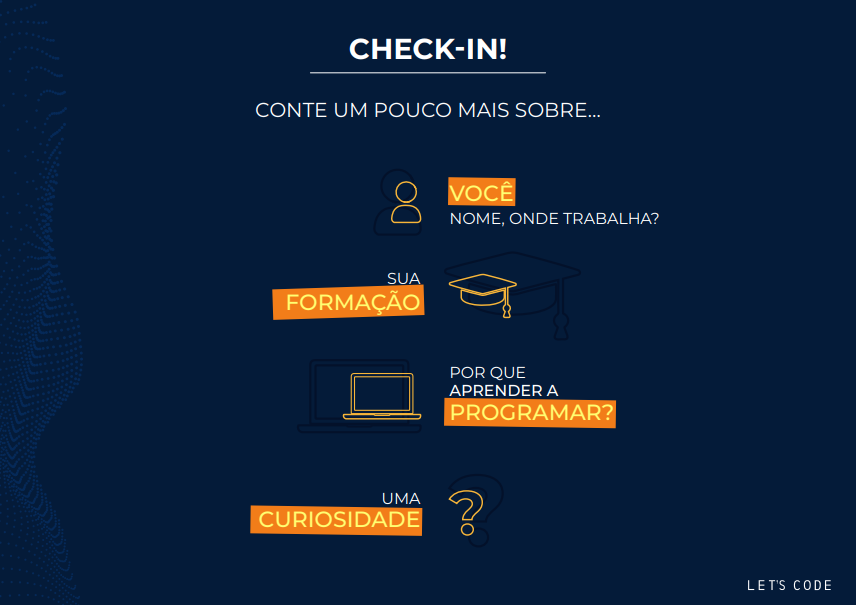 CHECK-IN!
CONTE UM POUCO MAIS SOBRE...
VOCÊ
NOME, ONDE TRABALHA?
SUA
FORMAÇÃO
POR QUE
APRENDER A
PROGRAMAR?
UMA
CURIOSIDADE
LET'S CODE